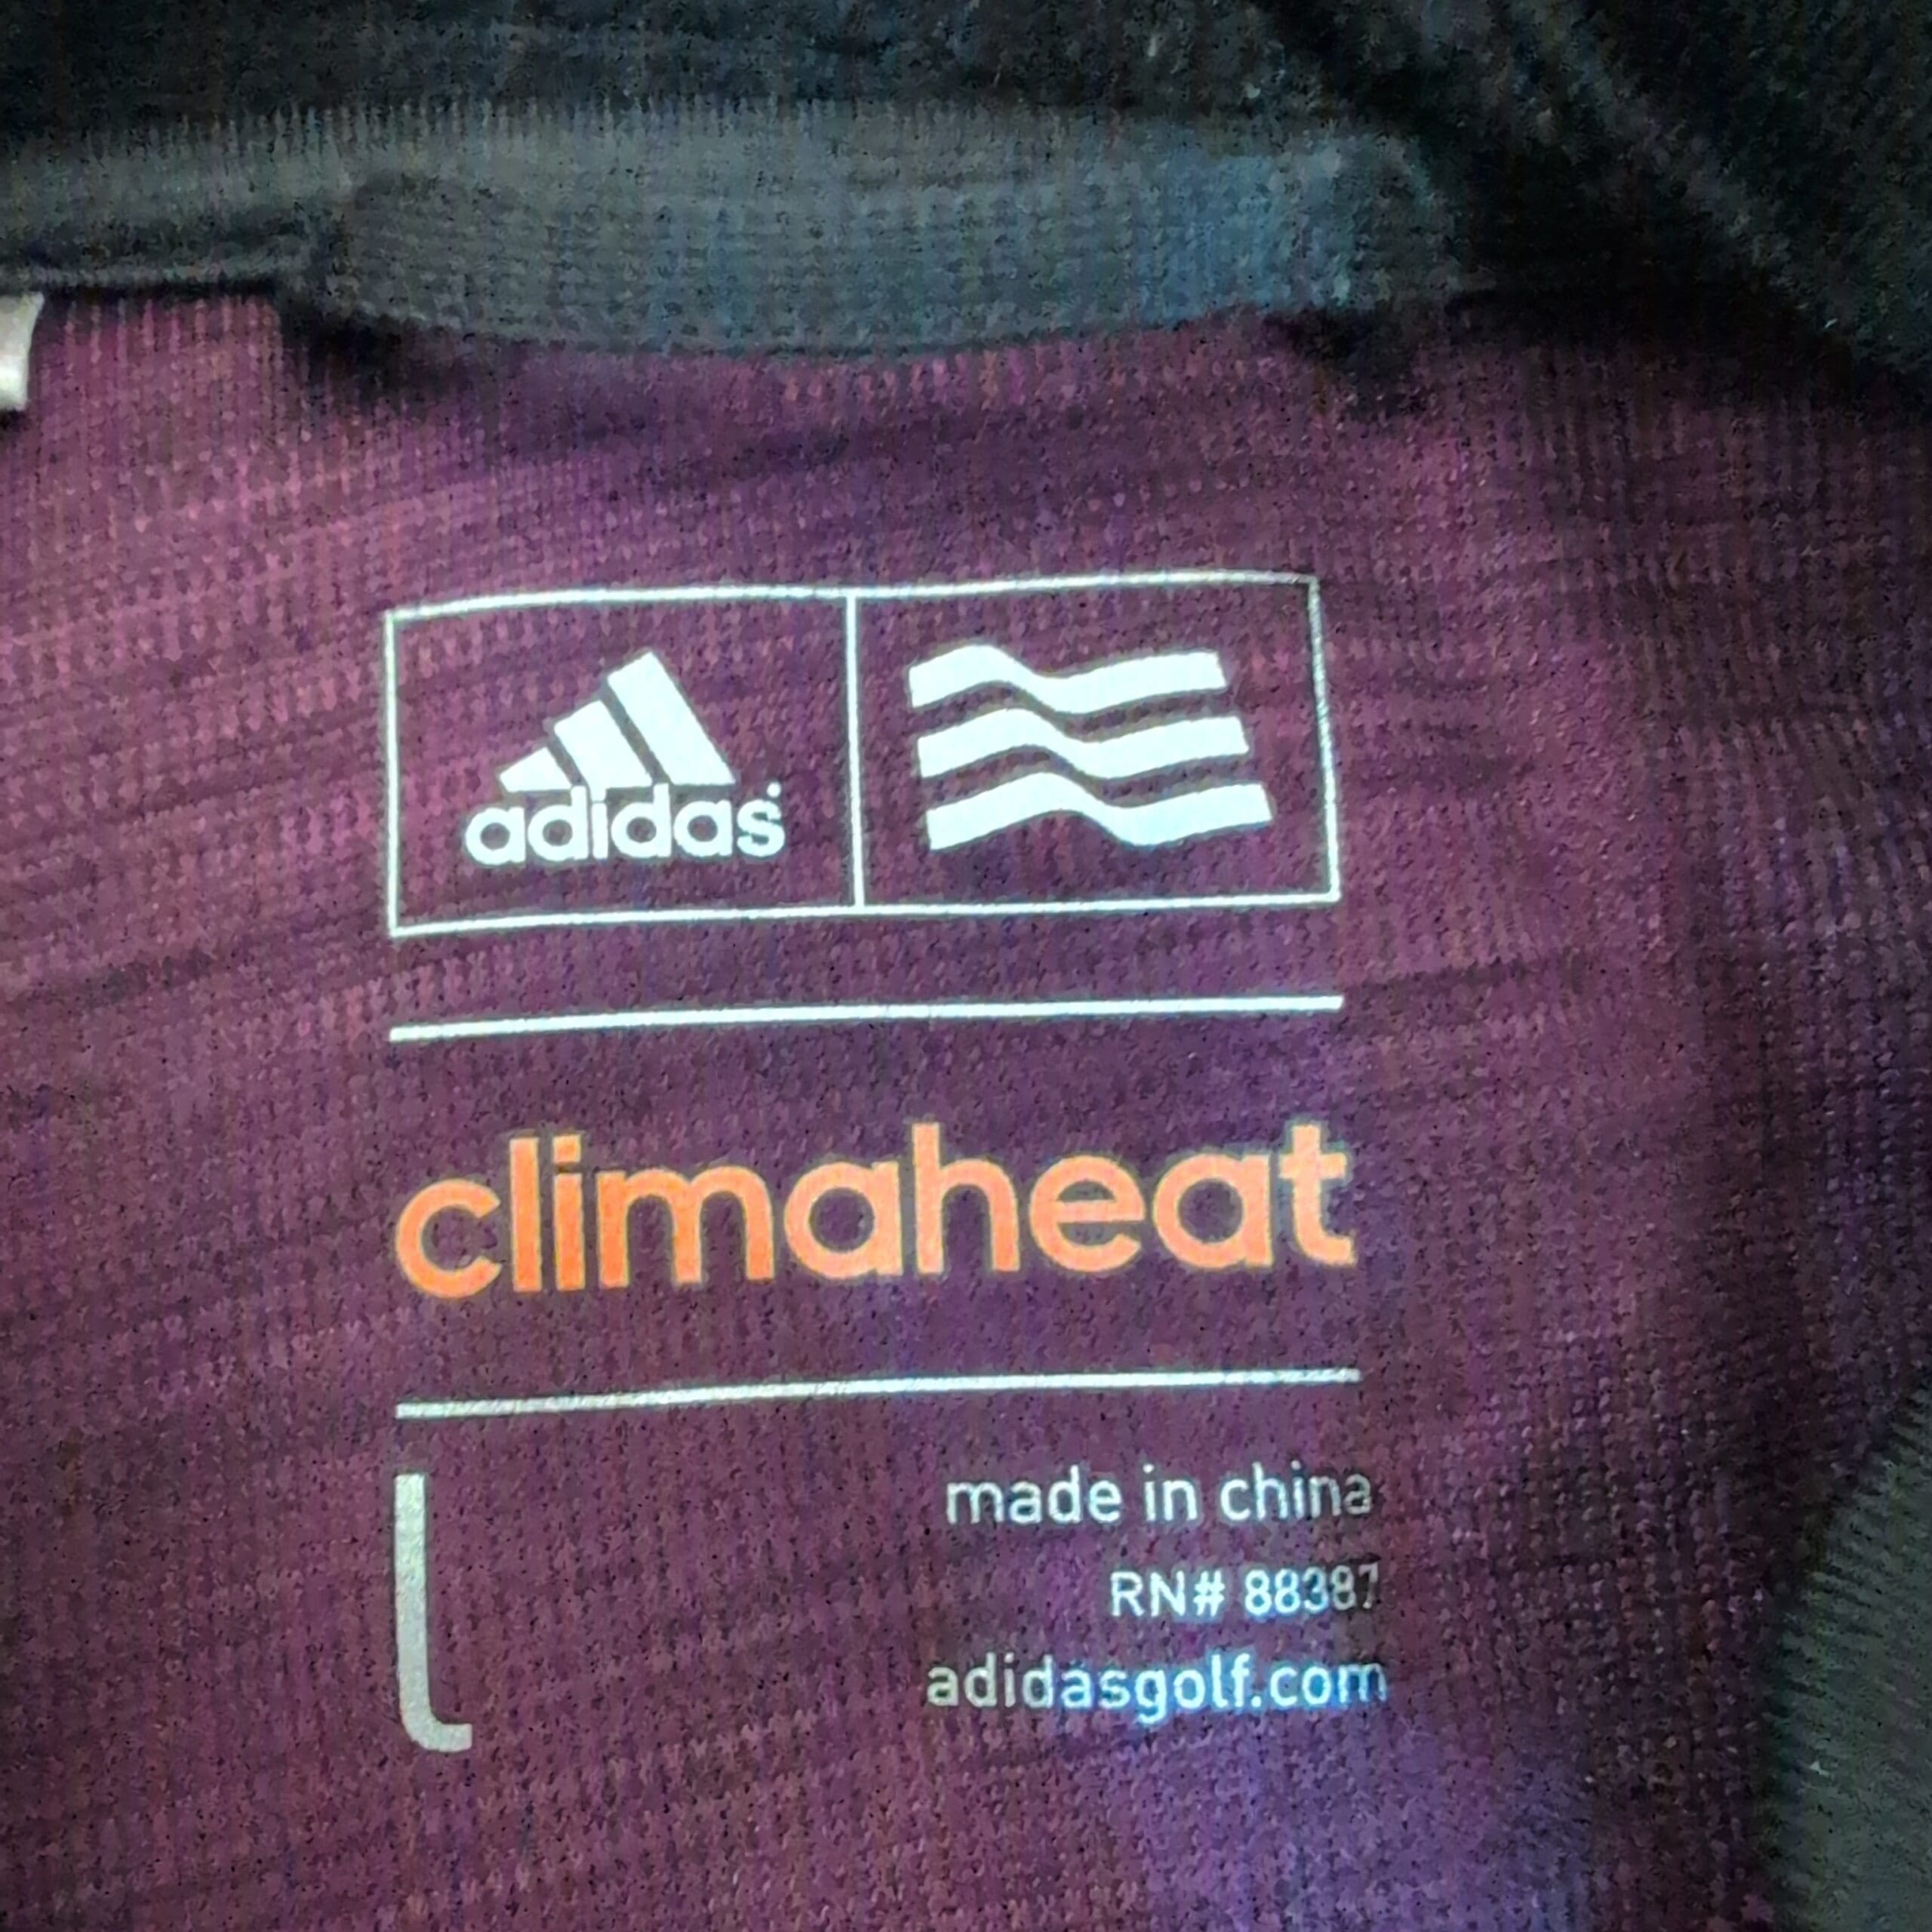 adidas
climaheat
l
made in china
RN# 88387
adidasgolf.com